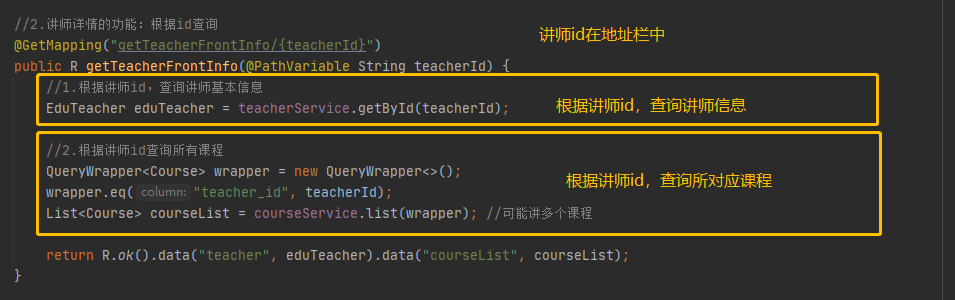 //2.讲师详情的功能：根据id查询
讲师id在地址栏中
@GetMapping("getTeacherFrontInfo/{teacherId}")
public R getTeacherFrontInfo(@PathVariable String teacherId) {
//1.根据讲师id，查询讲师基本信息
EduTeacher eduTeacher = teacherService.getById(teacherId);
根据讲师id，查询讲师信息
//2.根据讲师id查询所有课程
QueryWrapper<Course> wrapper = new QueryWrapper<>();
根据讲师id，查询所对应课程
wrapper.eq( column: "teacher_id", teacherId);
List<Course> courseList = courseService.list(wrapper); //可能讲多个课程
return R.ok().data("teacher", eduTeacher).data("courseList", courseList);
}